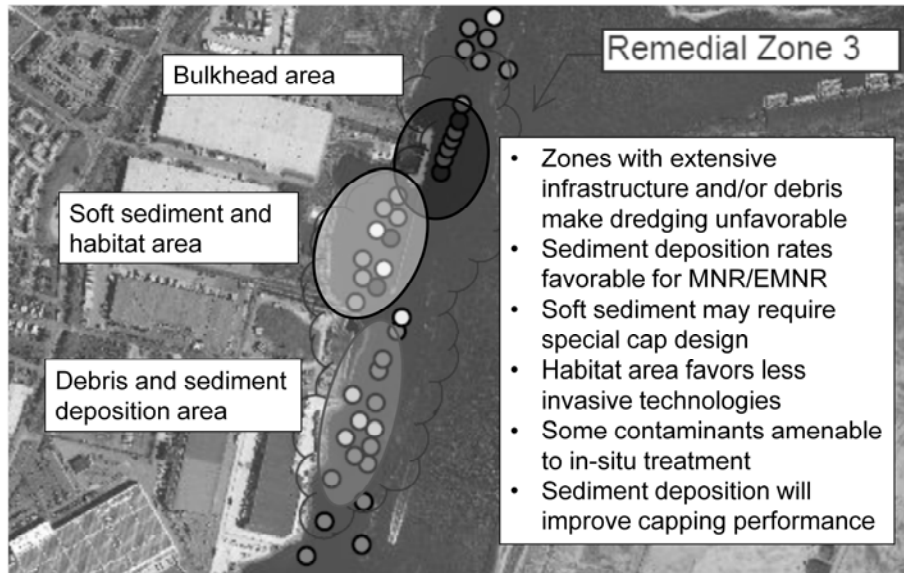 Remedial Zone 3
Bulkhead area
Soft sediment and
habitat area
Debris and sediment
deposition area
• Zones with extensive
infrastructure and/or debris
make dredging unfavorable
• Sediment deposition rates
favorable for MNR/EMNR
• Soft sediment may require
special cap design
• Habitat area favors less
invasive technologies
• Some contaminants amenable
to in-situ treatment
• Sediment deposition will
improve capping performance